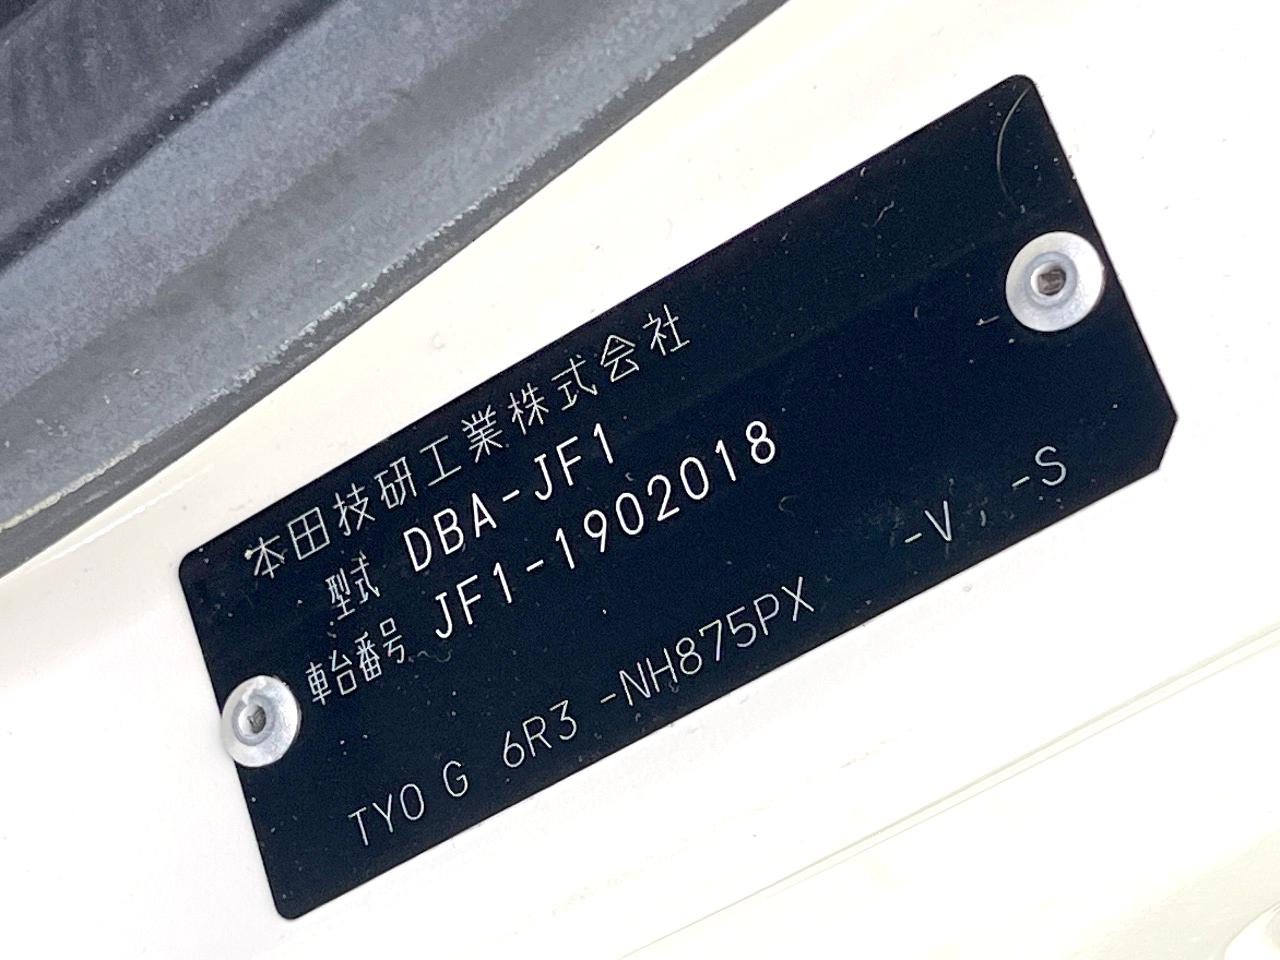 本田技研工業株式会社
型式 DBA-JF1
車台番号 JF1-1902018
TYO G 6R3 -NH875PX -V -S